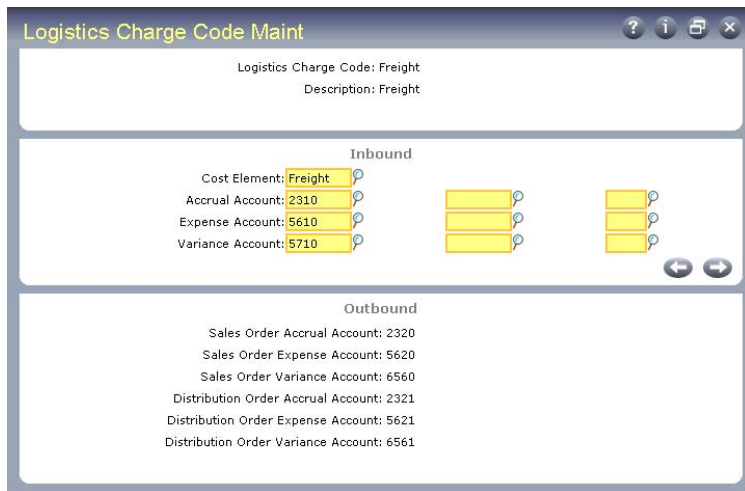 Logistics Charge Code Maint
Logistics Charge Code: Freight
Description: Freight
Inbound
Cost Element: Freight
Accrual Account: 2310
Expense Account: 5610
Variance Account: 5710
Outbound
Sales Order Accrual Account: 2320
Sales Order Expense Account: 5620
Sales Order Variance Account: 6560
Distribution Order Accrual Account: 2321
Distribution Order Expense Account: 5621
Distribution Order Variance Account: 6561